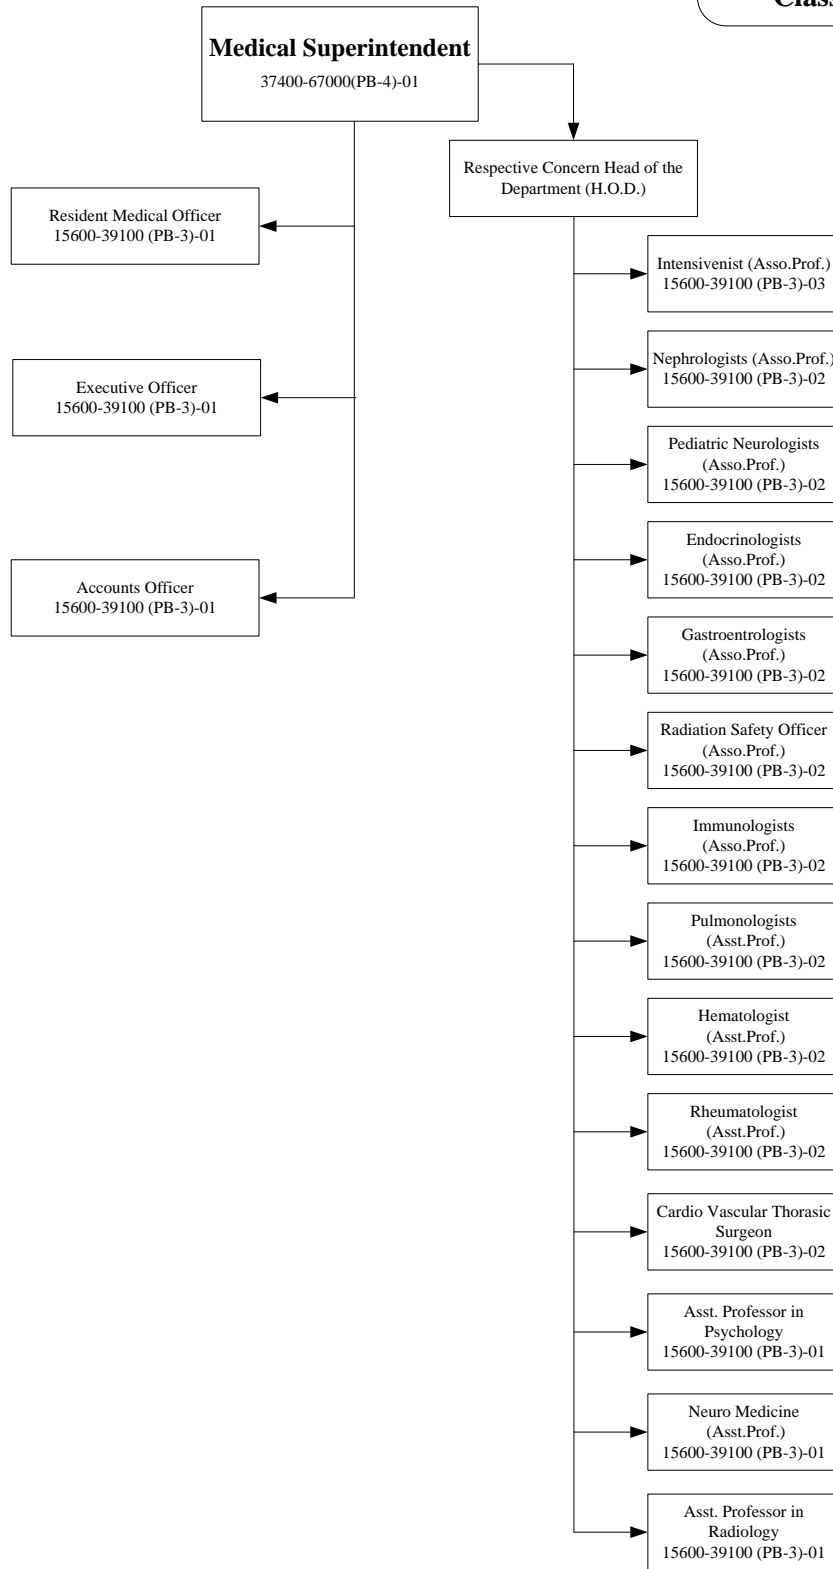 Class
Medical Superintendent
37400-67000(PB-4)-01
Respective Concern Head of the
Department (H.O.D.)
Resident Medical Officer
15600-39100 (PB-3)-01
Executive Officer
15600-39100 (PB-3)-01
Accounts Officer
15600-39100 (PB-3)-01
Intensivenist (Asso.Prof.)
15600-39100 (PB-3)-03
Nephrologists (Asso.Prof.)
15600-39100 (PB-3)-02
Pediatric Neurologists
(Asso.Prof.)
15600-39100 (PB-3)-02
Endocrinologists
(Asso.Prof.)
15600-39100 (PB-3)-02
Gastroentrologists
(Asso.Prof.)
15600-39100 (PB-3)-02
Radiation Safety Officer
(Asso.Prof.)
15600-39100 (PB-3)-02
Immunologists
(Asso.Prof.)
15600-39100 (PB-3)-02
Pulmonologists
(Asst.Prof.)
15600-39100 (PB-3)-02
Hematologist
(Asst.Prof.)
15600-39100 (PB-3)-02
Rheumatologist
(Asst.Prof.)
15600-39100 (PB-3)-02
Cardio Vascular Thorasic
Surgeon
15600-39100 (PB-3)-02
Asst. Professor in
Psychology
15600-39100 (PB-3)-01
Neuro Medicine
(Asst.Prof.)
15600-39100 (PB-3)-01
Asst. Professor in
Radiology
15600-39100 (PB-3)-01